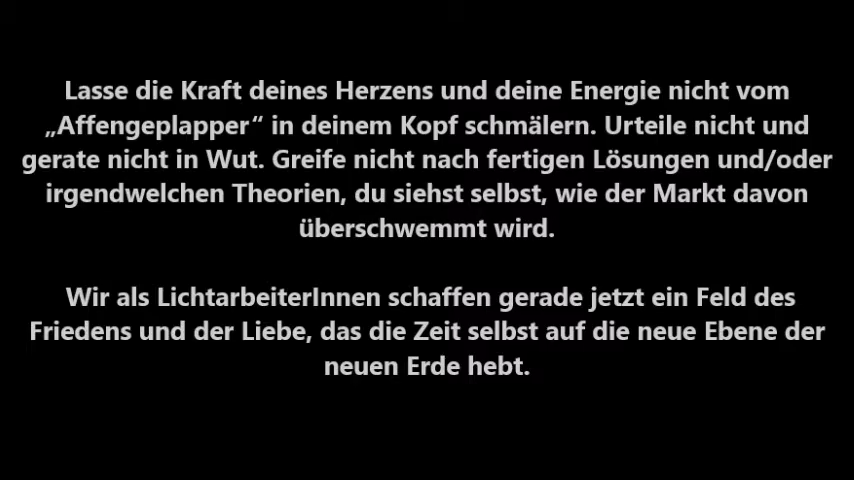 Lasse die Kraft deines Herzens und deine Energie nicht vom
„Affengeplapper“ in deinem Kopf schmälern. Urteile nicht und
gerate nicht in Wut. Greife nicht nach fertigen Lösungen und/oder
irgendwelchen Theorien, du siehst selbst, wie der Markt davon
überschwemmt wird.
Wir als LichtarbeiterInnen schaffen gerade jetzt ein Feld des
Friedens und der Liebe, das die Zeit selbst auf die neue Ebene der
neuen Erde hebt.